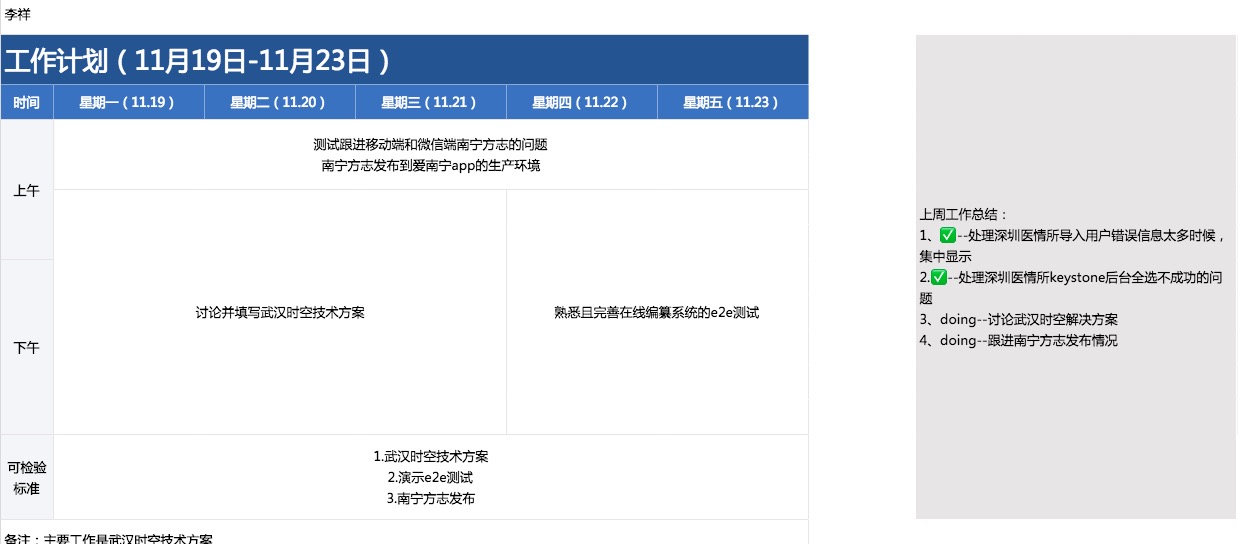 李祥
工作计划（11月19日-11月23日）
时间 星期一（11.19） 星期二（11.20） 星期三（11.21） 星期四（11.22） 星期五（11.23）
上午
测试跟进移动端和微信端南宁方志的问题
南宁方志发布到爱南宁app的生产环境
下午
讨论并填写武汉时空技术方案
熟悉且完善在线编纂系统的e2e测试
可检验
标准
1.武汉时空技术方案
2.演示e2e测试
3.南宁方志发布
备注：主要工作是武汉时空技术方案
上周工作总结：
1、✅--处理深圳医情所导入用户错误信息太多时候，
集中显示
2.✅--处理深圳医情所keystone后台全选不成功的问
题
3、doing--讨论武汉时空解决方案
4、doing--跟进南宁方志发布情况